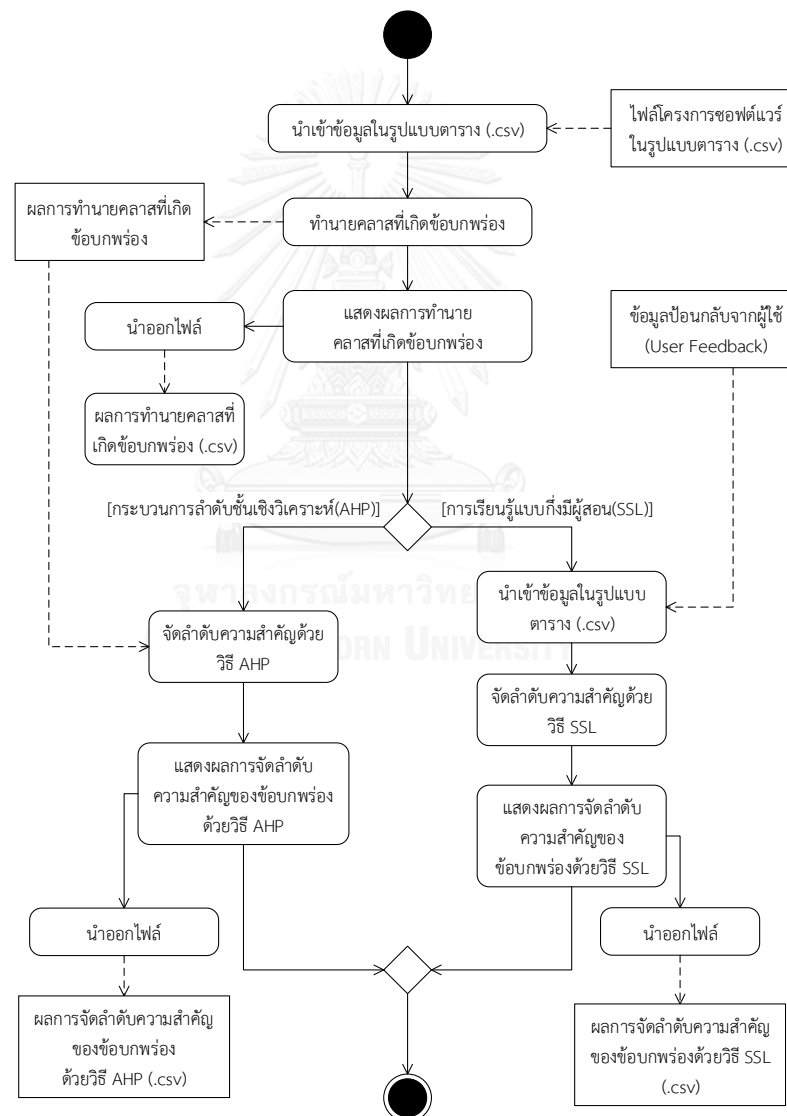 นำเข้าข้อมูลในรูปแบบตาราง (.csv)
ไฟล์โครงการซอฟต์แวร์
ในรูปแบบตาราง (.csv)
ผลการทำนายคลาสที่เกิด
ข้อบกพร่อง
ทำนายคลาสที่เกิดข้อบกพร่อง
นำออกไฟล์
แสดงผลการทำนาย
คลาสที่เกิดข้อบกพร่อง
ข้อมูลป้อนกลับจากผู้ใช้
(User Feedback)
ผลการทำนายคลาสที่
เกิดข้อบกพร่อง (.csv)
[กระบวนการลำดับชั้นเชิงวิเคราะห์(AHP)]
[การเรียนรู้แบบกึ่งมีผู้สอน(SSL)]
จุฬาลงกรณ์มหาวิทย
ORN UNIVERSITY
นำเข้าข้อมูลในรูปแบบ
ตาราง (.csv)
จัดลำดับความสำคัญด้วย
วิธี AHP
จัดลำดับความสำคัญด้วย
วิธี SSL
แสดงผลการจัดลำดับ
ความสำคัญของข้อบกพร่อง
ด้วยวิธี AHP
แสดงผลการจัดลำดับ
ความสำคัญของ
ข้อบกพร่องด้วยวิธี SSL
นำออกไฟล์
นำออกไฟล์
ผลการจัดลำดับความสำคัญ
ของข้อบกพร่อง
ด้วยวิธี AHP (.csv)
ผลการจัดลำดับความสำคัญ
ของข้อบกพร่องด้วยวิธี SSL
(.csv)